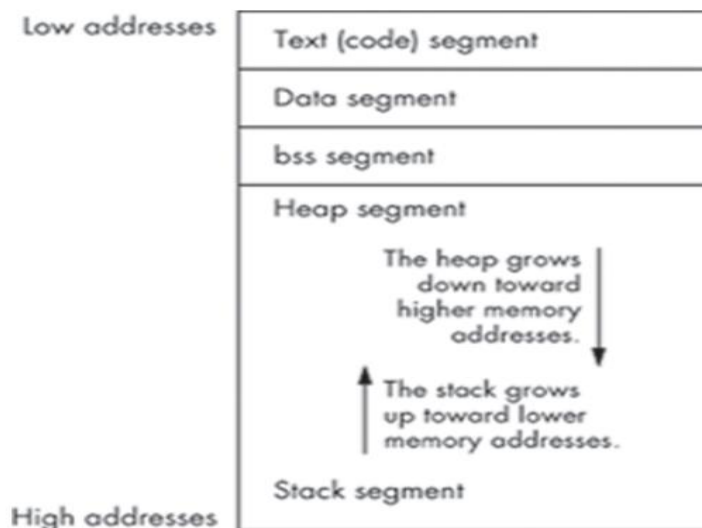 Low addresses
Text (code) segment
Data segment
bss segment
Heap segment
The heap grows
down toward
higher memory
addresses.
The stack grows
up toward lower
memory addresses.
Stack segment
High addresses